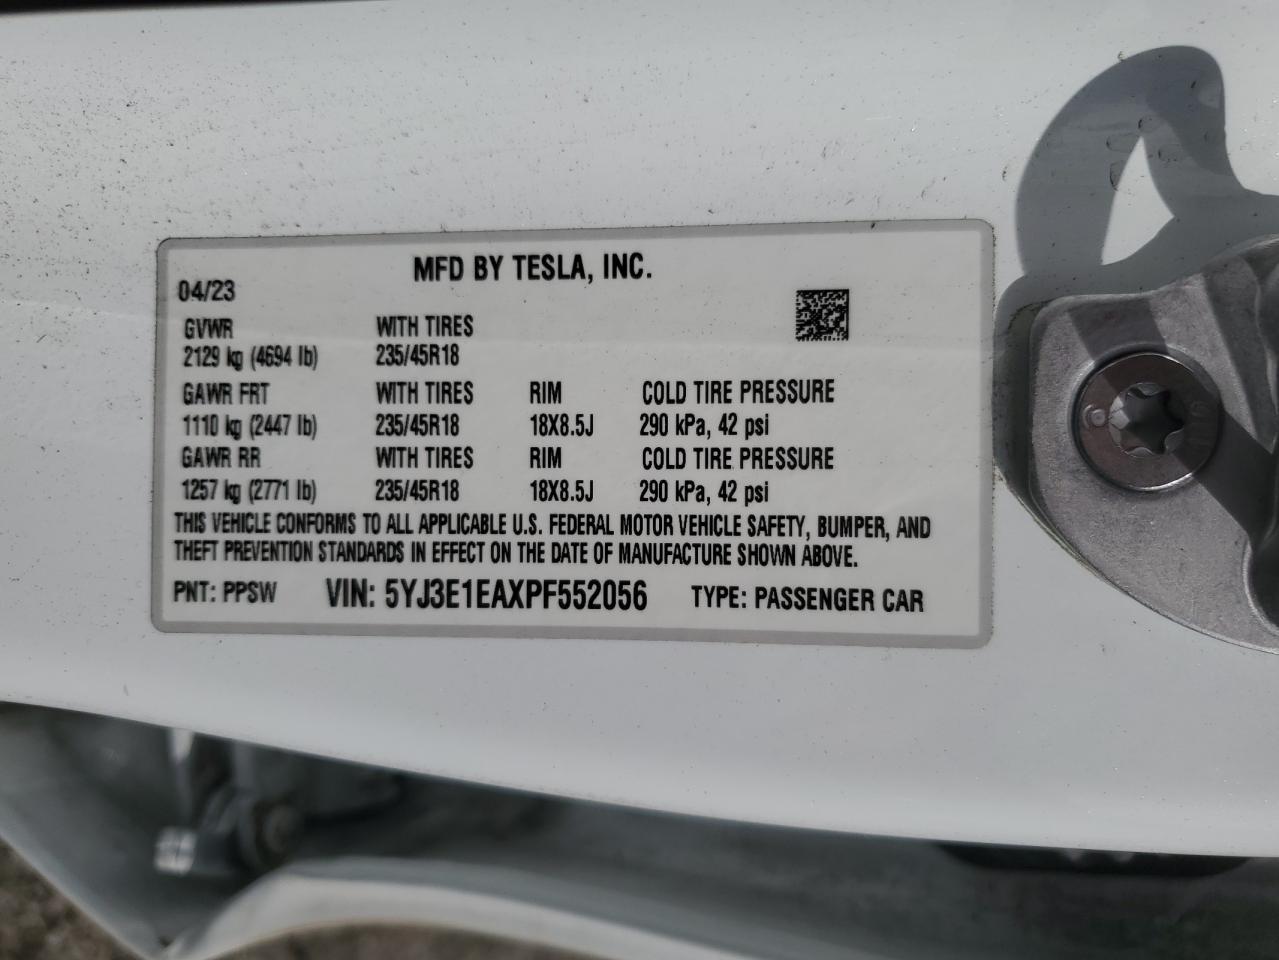 MFD BY TESLA, INC.
04/23
GVWR WITH TIRES
2129 kg (4694 lb) 235/45R18
GAWR FRT WITH TIRES RIM COLD TIRE PRESSURE
1110 kg (2447 lb) 235/45R18 18X8.5J 290 kPa, 42 psi
GAWR RR WITH TIRES RIM COLD TIRE PRESSURE
1257 kg (2771 lb) 235/45R18 18X8.5J 290 kPa, 42 psi
THIS VEHICLE CONFORMS TO ALL APPLICABLE U.S. FEDERAL MOTOR VEHICLE SAFETY, BUMPER, AND
THEFT PREVENTION STANDARDS IN EFFECT ON THE DATE OF MANUFACTURE SHOWN ABOVE.
PNT: PPSW VIN: 5YJ3E1EAXPF552056 TYPE: PASSENGER CAR